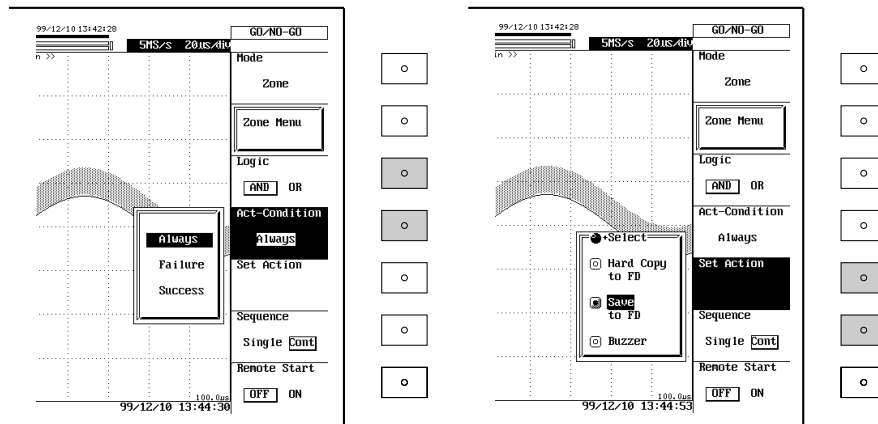 99/12/10 13:42:28
5MS/s 20us/div
n >>
GO/NO-GO
Mode
Zone
Zone Menu
Logic
AND OR
Act-Condition
Always
Set Action
Sequence
Single Cont
Remote Start
OFF ON
Always
Failure
Success
100.0us
99/12/10 13:44:30
99/12/10 13:42:28
5MS/s 20us/div
in >>
GO/NO-GO
Mode
Zone
Zone Menu
Logic
AND OR
Act-Condition
Always
Set Action
Sequence
Single Cont
Remote Start
OFF ON
+Select
Hard Copy
to FD
Save
to FD
Buzzer
100.0us
99/12/10 13:44:53